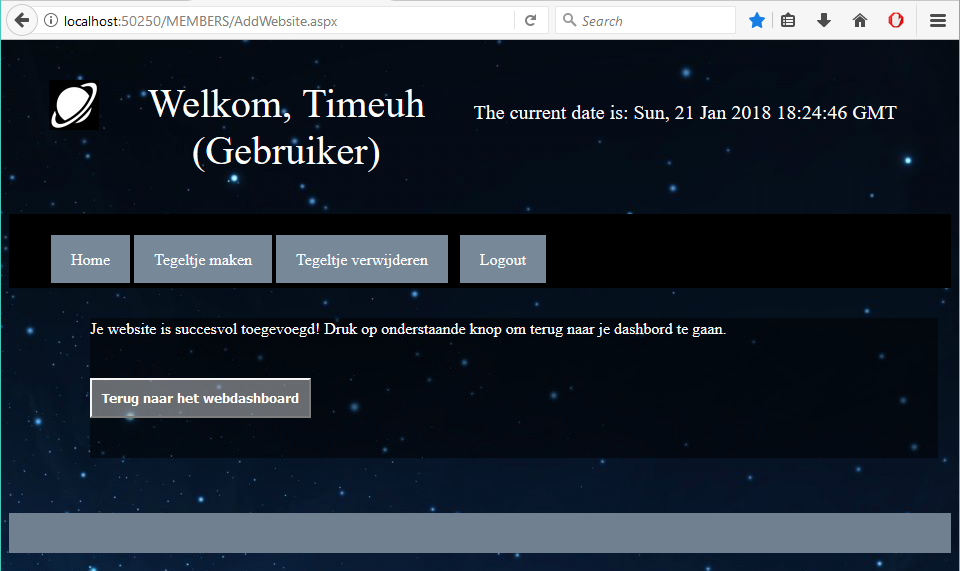 localhost:50250/MEMBERS/AddWebsite.aspx
Search
Welkom, Timeuh
(Gebruiker)
The current date is: Sun, 21 Jan 2018 18:24:46 GMT
Home
Tegeltje maken
Tegeltje verwijderen
Logout
Je website is succesvol toegevoegd! Druk op onderstaande knop om terug naar je dashbord te gaan.
Terug naar het webdashboard